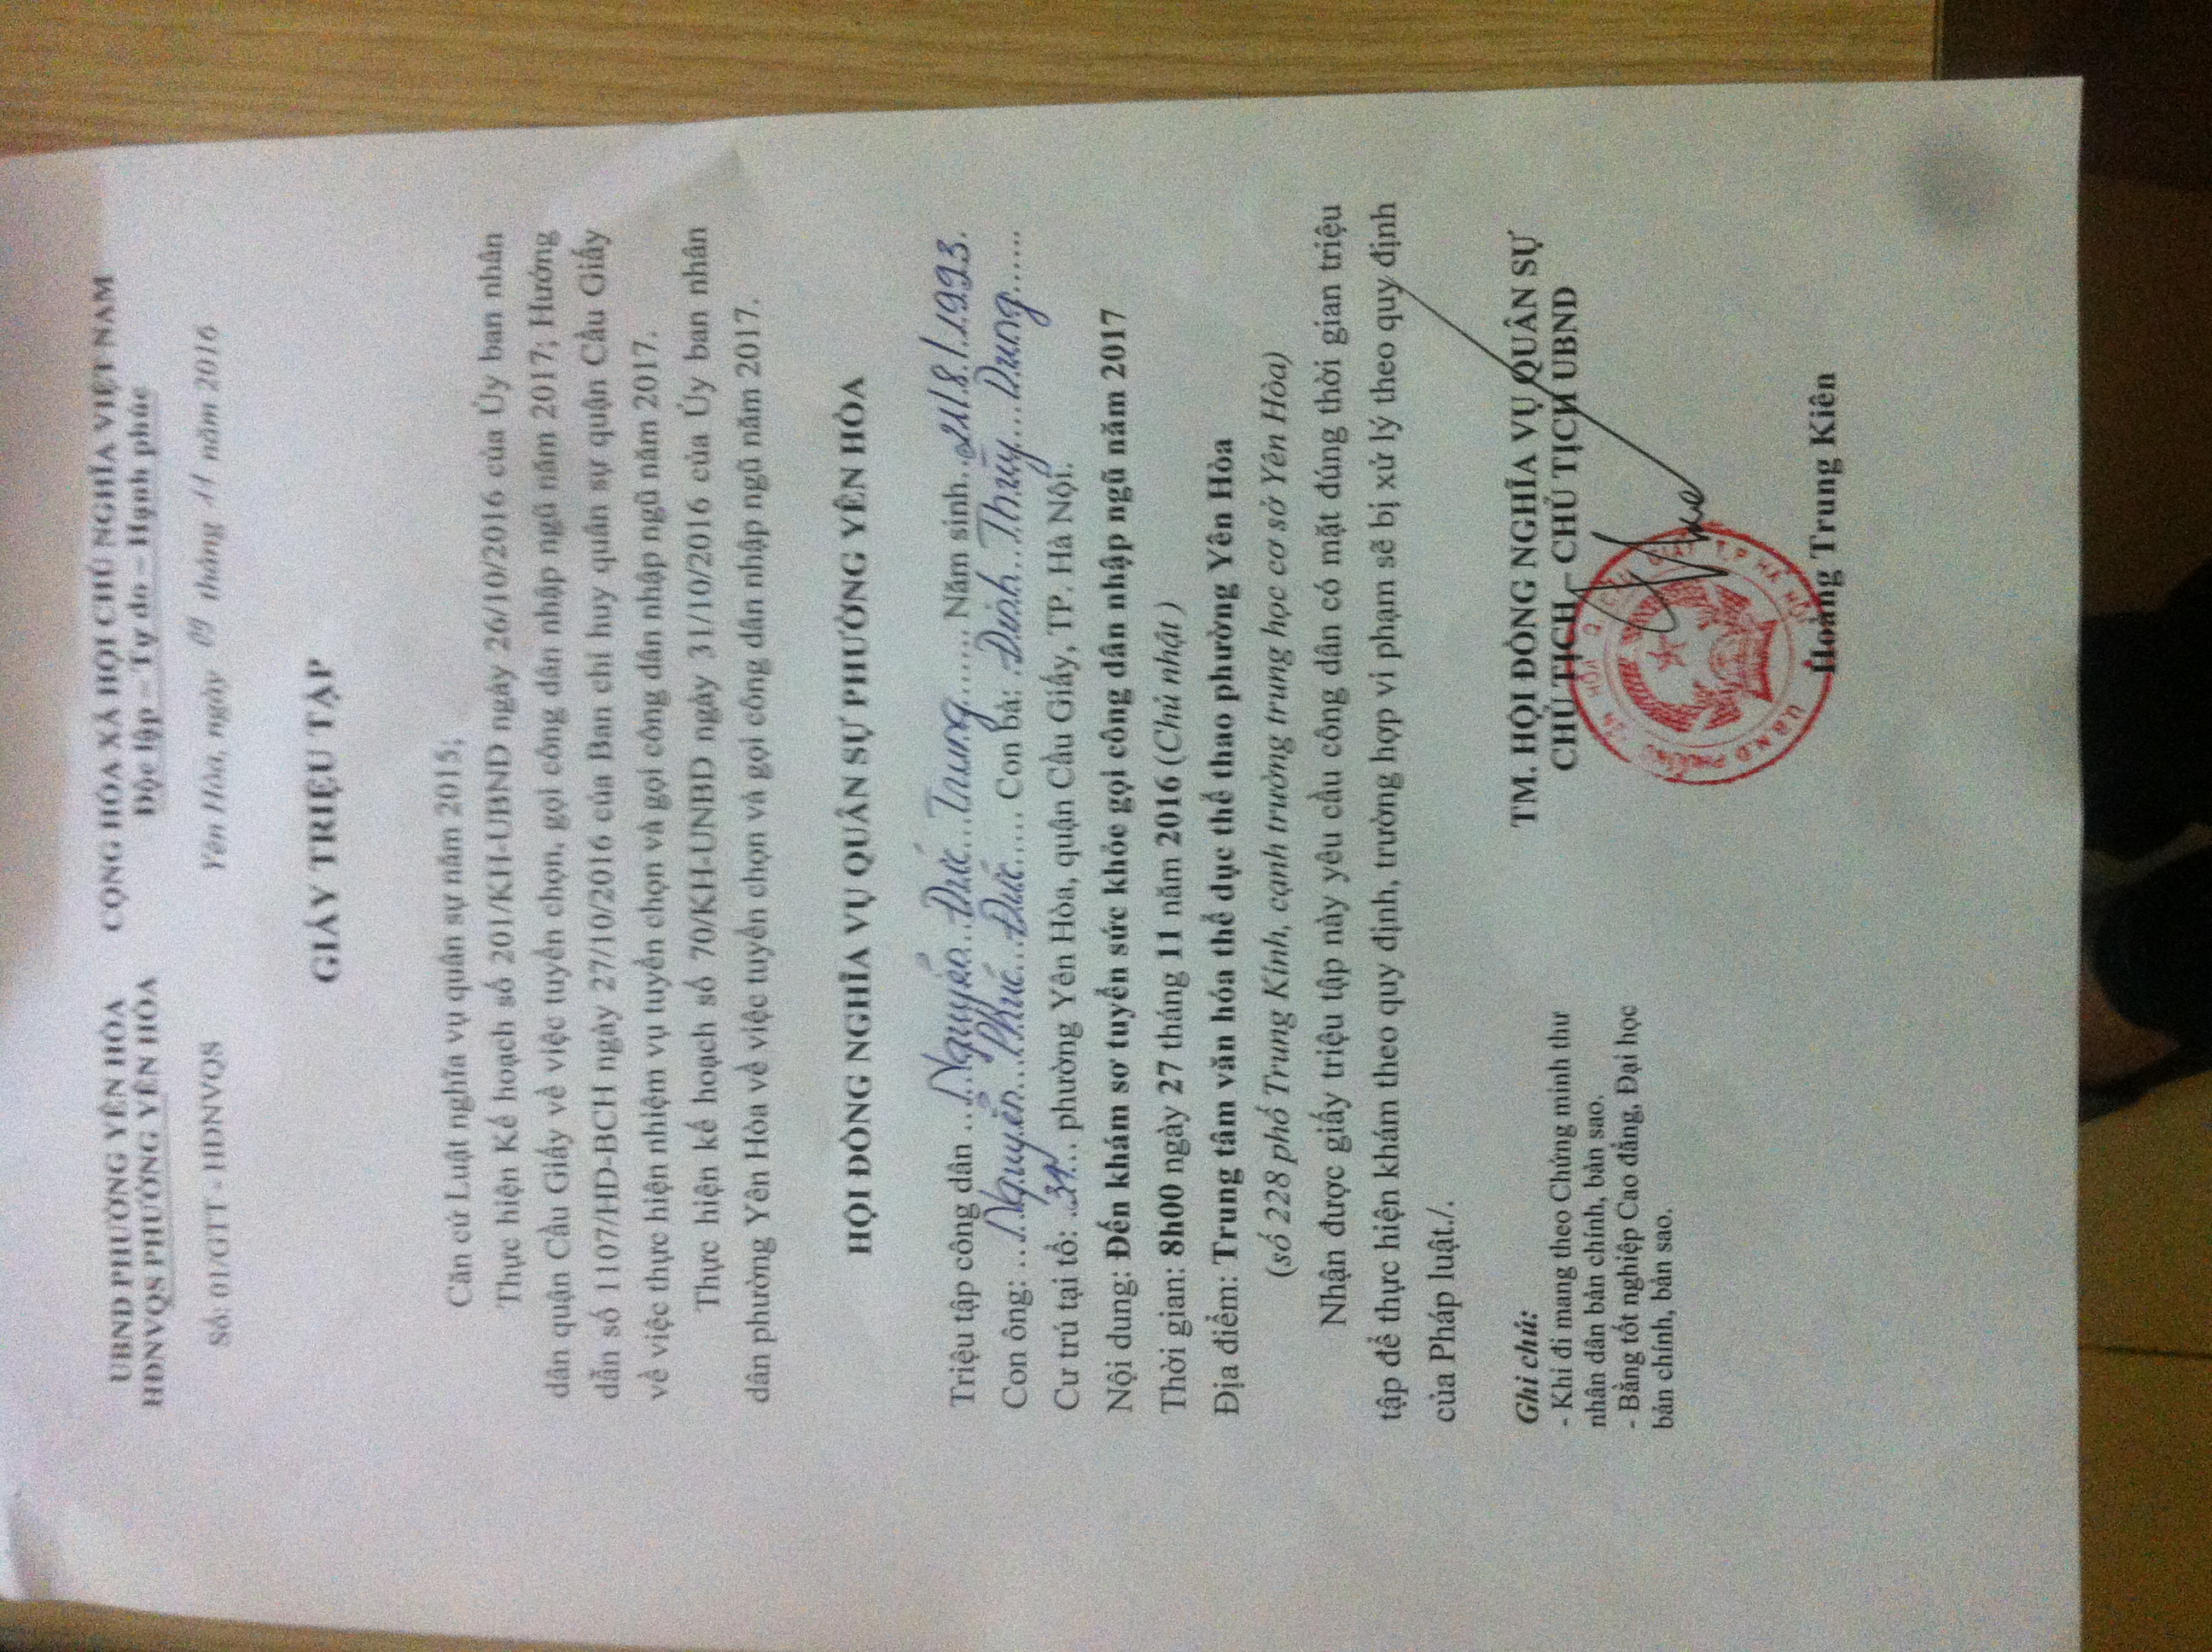 UBND PHƯỜNG YÊN HÒA
HĐNVQS PHƯỜNG YÊN HÒA
CỘNG HÒA XÃ HỘI CHỦ NGHĨA VIỆT NAM
Độc lập – Tự do – Hạnh phúc
Số: 01/GTT - HĐNVQS
Yên Hòa, ngày 09 tháng 11 năm 2016
GIẤY TRIỆU TẬP
Căn cứ Luật nghĩa vụ quân sự năm 2015;
Thực hiện Kế hoạch số 201/KH-UBND ngày 26/10/2016 của Ủy ban nhân
dân quận Cầu Giấy về việc tuyển chọn, gọi công dân nhập ngũ năm 2017; Hướng
dẫn số 1107/HD-BCH ngày 27/10/2016 của Ban chỉ huy quân sự quận Cầu Giấy
về việc thực hiện nhiệm vụ tuyển chọn và gọi công dân nhập ngũ năm 2017.
Thực hiện kế hoạch số 70/KH-UNBD ngày 31/10/2016 của Ủy ban nhân
dân phường Yên Hòa về việc tuyển chọn và gọi công dân nhập ngũ năm 2017.
HỘI ĐỒNG NGHĨA VỤ QUÂN SỰ PHƯỜNG YÊN HÒA
Triệu tập công dân ...Nguyễn Đức Trung....... Năm sinh...21/8/1993.
Con ông: ...Nguyễn Phúc Đức..... Con bà: Đinh Thùy Dung......
Cư trú tại tổ: ..31... phường Yên Hòa, quận Cầu Giấy, TP. Hà Nội.
Nội dung: Đến khám sơ tuyển sức khỏe gọi công dân nhập ngũ năm 2017
Thời gian: 8h00 ngày 27 tháng 11 năm 2016 (Chủ nhật )
Địa điểm: Trung tâm văn hóa thể dục thể thao phường Yên Hòa
(số 228 phố Trung Kính, cạnh trường trung học cơ sở Yên Hòa)
Nhận được giấy triệu tập này yêu cầu công dân có mặt đúng thời gian triệu
tập để thực hiện khám theo quy định, trường hợp vi phạm sẽ bị xử lý theo quy định
của Pháp luật./.
Ghi chú:
- Khi đi mang theo Chứng minh thư
nhân dân bản chính, bản sao.
- Bằng tốt nghiệp Cao đẳng, Đại học
bản chính, bản sao.
TM. HỘI ĐỒNG NGHĨA VỤ QUÂN SỰ
CHỦ TỊCH – CHỦ TỊCH UBND
Hoàng Trung Kiên